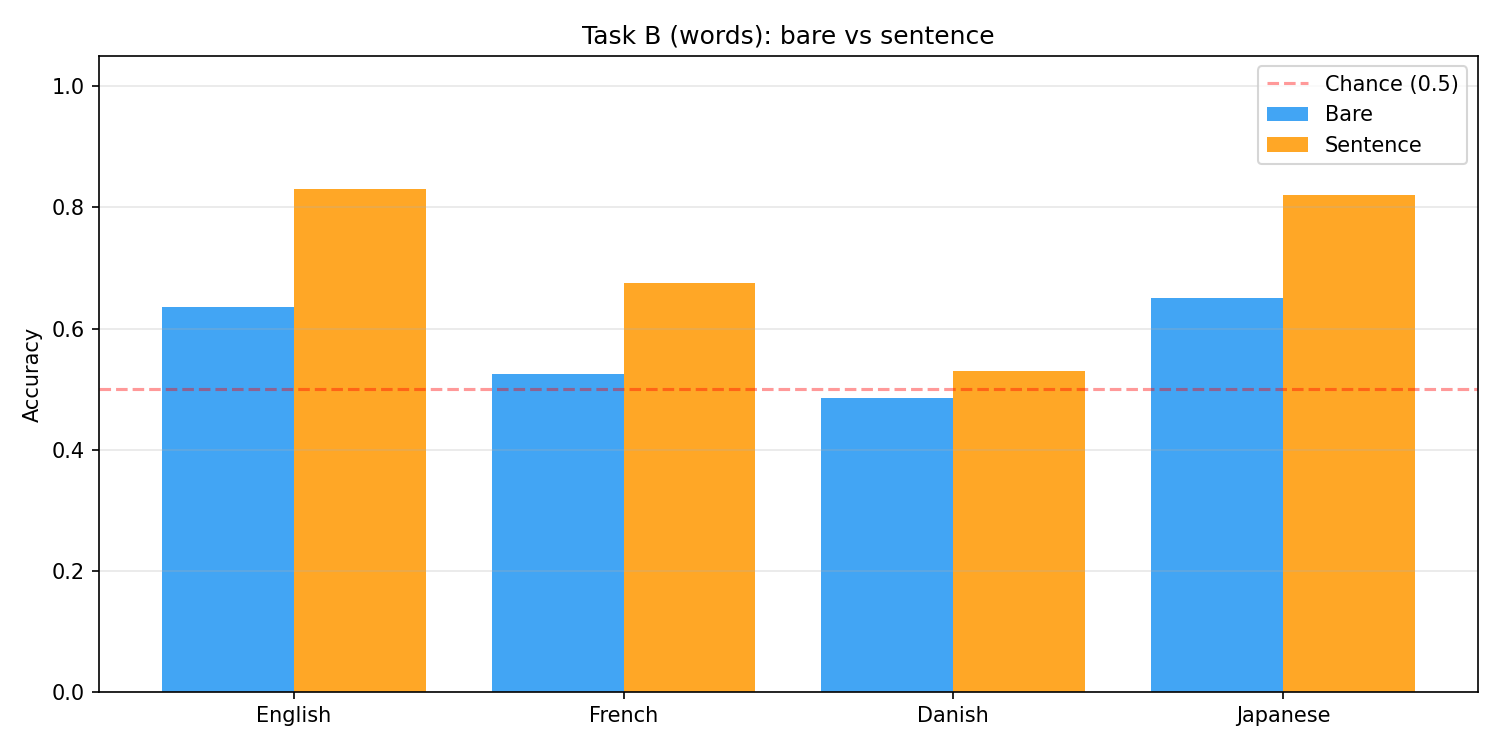 Task B (words): bare vs sentence
Chance (0.5)
Bare
Sentence
Accuracy
1.0
0.8
0.6
0.4
0.2
0.0
English
French
Danish
Japanese